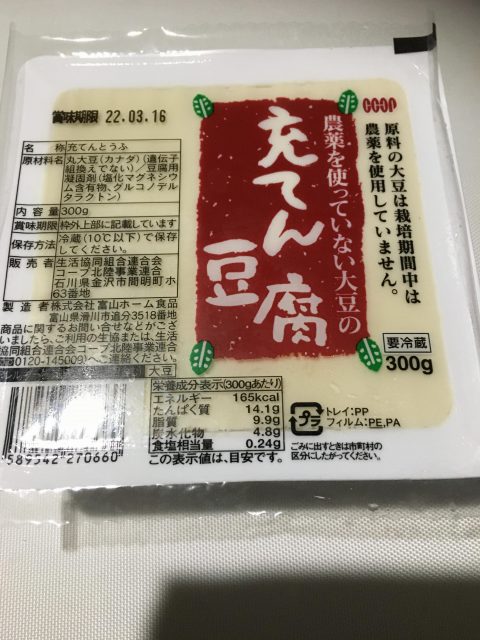 賞味期限 22.03.16
coop
原料の大豆は栽培期間中は
農薬を使用していません。
農薬を使っていない大豆の
充てん
豆腐
名 称 充てんとうふ
原材料名 丸大豆(カナダ)(遺伝子
組換えでない)/豆腐用
凝固剤(塩化マグネシウ
ム含有物、グルコノデル
タラクトン)
内 容 量 300g
賞味期限 枠外上部に記載しています
保存方法 冷蔵(10℃以下)で保存
してください。
販 売 者 生活協同組合連合会
コープ北陸事業連合
石川県金沢市間明町ホ
63番地
製 造 者 株式会社 富山ホーム食品
富山県滑川市追分3518番地
商品に関するお問い合せなどござ
いましたら、ご利用の生協または、生活
協同組合連合会コープ北陸事業連合
(0120-145009)へご連絡ください。
大豆
栄養成分表示(300gあたり)
エネルギー 165kcal
たんぱく質 14.1g
脂質 9.9g
炭水化物 4.8g
食塩相当量 0.24g
この表示値は、目安です。
要冷蔵
300g
プラ
トレイ:PP
フィルム:PE,PA
ごみに出すときは市町村の
区分にしたがってください。
589542 270660